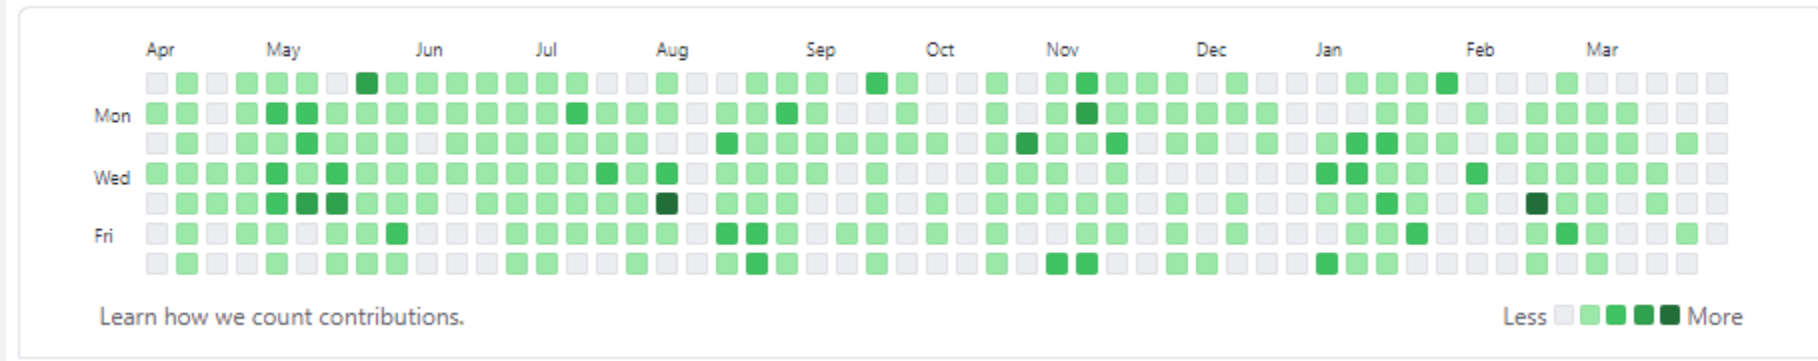 Apr May Jun Jul Aug Sep Oct Nov Dec Jan Feb Mar
Mon
Wed
Fri
Learn how we count contributions.
Less More